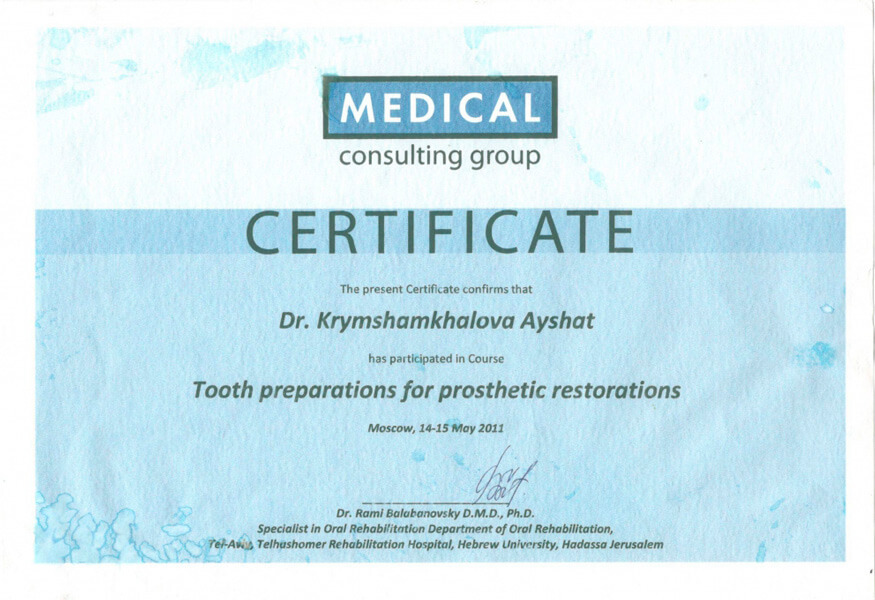 MEDICAL
consulting group
CERTIFICATE
The present Certificate confirms that
Dr. Krymshamkhalova Ayshat
has participated in Course
Tooth preparations for prosthetic restorations
Moscow, 14-15 May 2011
Dr. Rami Balabanovsky D.M.D., Ph.D.
Specialist in Oral Rehabilitation Department of Oral Rehabilitation,
Telhashomer Rehabilitation Hospital, Hebrew University, Hadassa Jerusalem